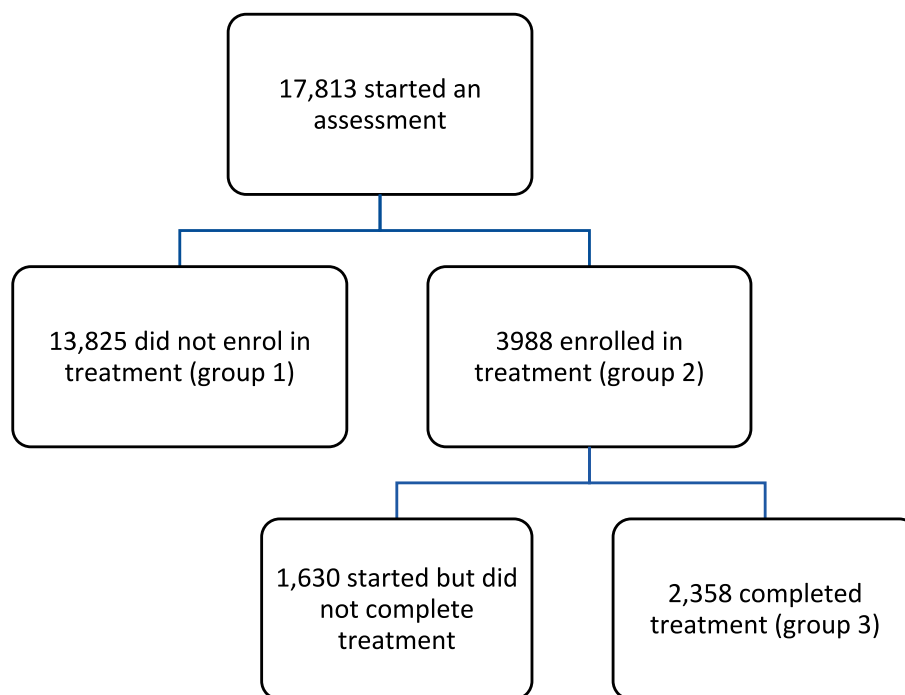 17,813 started an
assessment
13,825 did not enrol in
treatment (group 1)
3988 enrolled in
treatment (group 2)
1,630 started but did
not complete
treatment
2,358 completed
treatment (group 3)